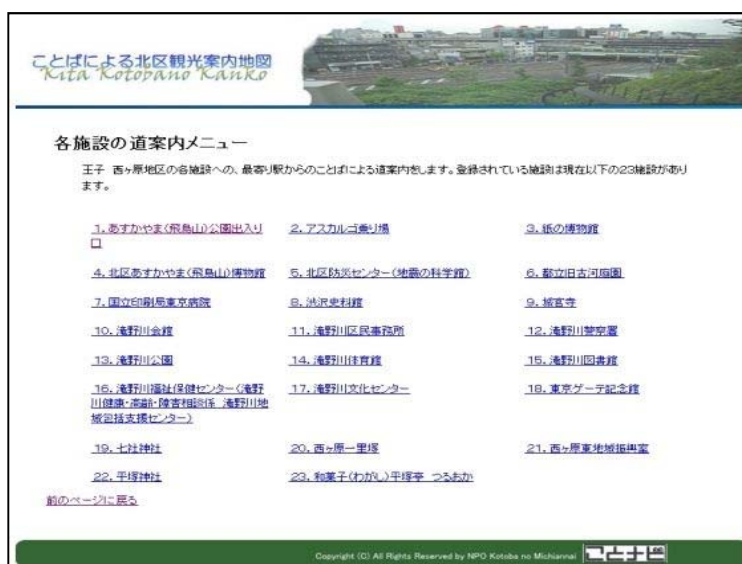 ことばによる北区観光案内地図
Kita Kotobano Kanko
各施設の道案内メニュー
王子 西ヶ原地区の各施設への、最寄り駅からのことばによる道案内をします。登録されている施設は現在以下の23施設があり
ます。
1. あすかやま(飛鳥山)公園出入り
口
2. アスカルゴ乗り場
3. 紙の博物館
4. 北区あすかやま(飛鳥山)博物館
5. 北区防災センター(地震の科学館)
6. 都立旧古河庭園
7. 国立印刷局東京病院
8. 渋沢史料館
9. 城官寺
10. 滝野川会館
11. 滝野川区民事務所
12. 滝野川警察署
13. 滝野川公園
14. 滝野川体育館
15. 滝野川図書館
16. 滝野川福祉保健センター(滝野
川健康・高齢・障害相談係 滝野川地
域包括支援センター)
17. 滝野川文化センター
18. 東京ゲーテ記念館
19. 七社神社
20. 西ヶ原一里塚
21. 西ヶ原東地域振興室
22. 平塚神社
23. 和菓子(わがし)平塚亭 つるおか
前のページに戻る
Copyright (C) All Rights Reserved by NPO Kotoba no Michiannai